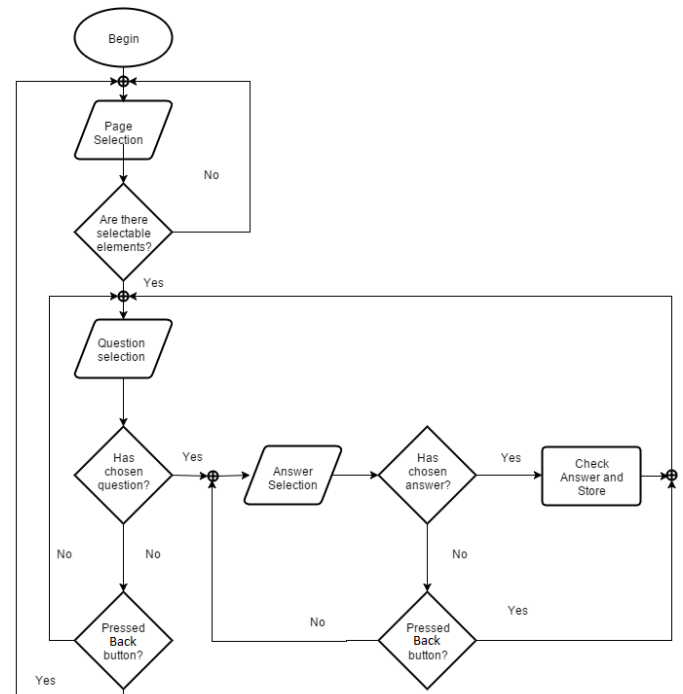 Begin
Page
Selection
No
Are there
selectable
elements?
Yes
Question
selection
Has
chosen
question?
Yes
Answer
Selection
Has
chosen
answer?
Yes
Check
Answer and
Store
No
No
No
Pressed
Back
button?
No
Pressed
Back
button?
Yes
Yes